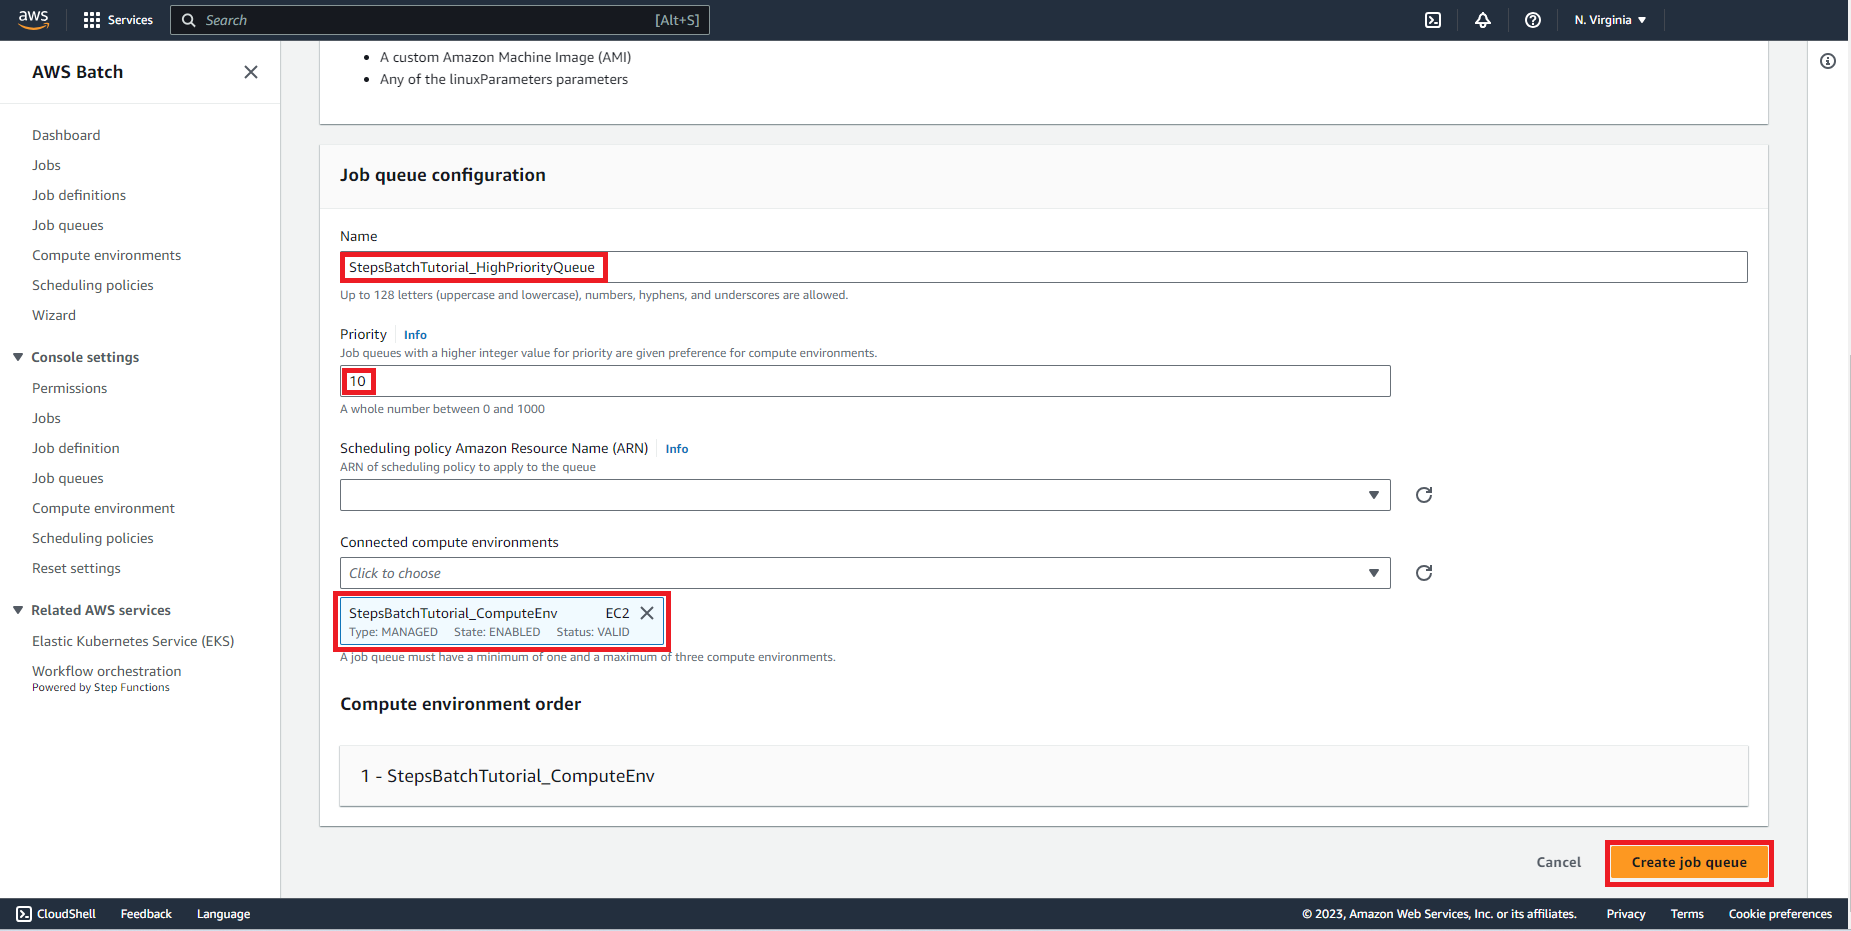 aws
Services
Search
[Alt+S]
N. Virginia
AWS Batch
Dashboard
Jobs
Job definitions
Job queues
Compute environments
Scheduling policies
Wizard
Console settings
Permissions
Jobs
Job definition
Job queues
Compute environment
Scheduling policies
Reset settings
Related AWS services
Elastic Kubernetes Service (EKS)
Workflow orchestration
Powered by Step Functions
A custom Amazon Machine Image (AMI)
Any of the linuxParameters parameters
Job queue configuration
Name
StepsBatchTutorial_HighPriorityQueue
Up to 128 letters (uppercase and lowercase), numbers, hyphens, and underscores are allowed.
Priority Info
Job queues with a higher integer value for priority are given preference for compute environments.
10
A whole number between 0 and 1000
Scheduling policy Amazon Resource Name (ARN) Info
ARN of scheduling policy to apply to the queue
Connected compute environments
Click to choose
StepsBatchTutorial_ComputeEnv EC2
Type: MANAGED State: ENABLED Status: VALID
A job queue must have a minimum of one and a maximum of three compute environments.
Compute environment order
1 - StepsBatchTutorial_ComputeEnv
Cancel
Create job queue
CloudShell
Feedback
Language
© 2023, Amazon Web Services, Inc. or its affiliates.
Privacy
Terms
Cookie preferences